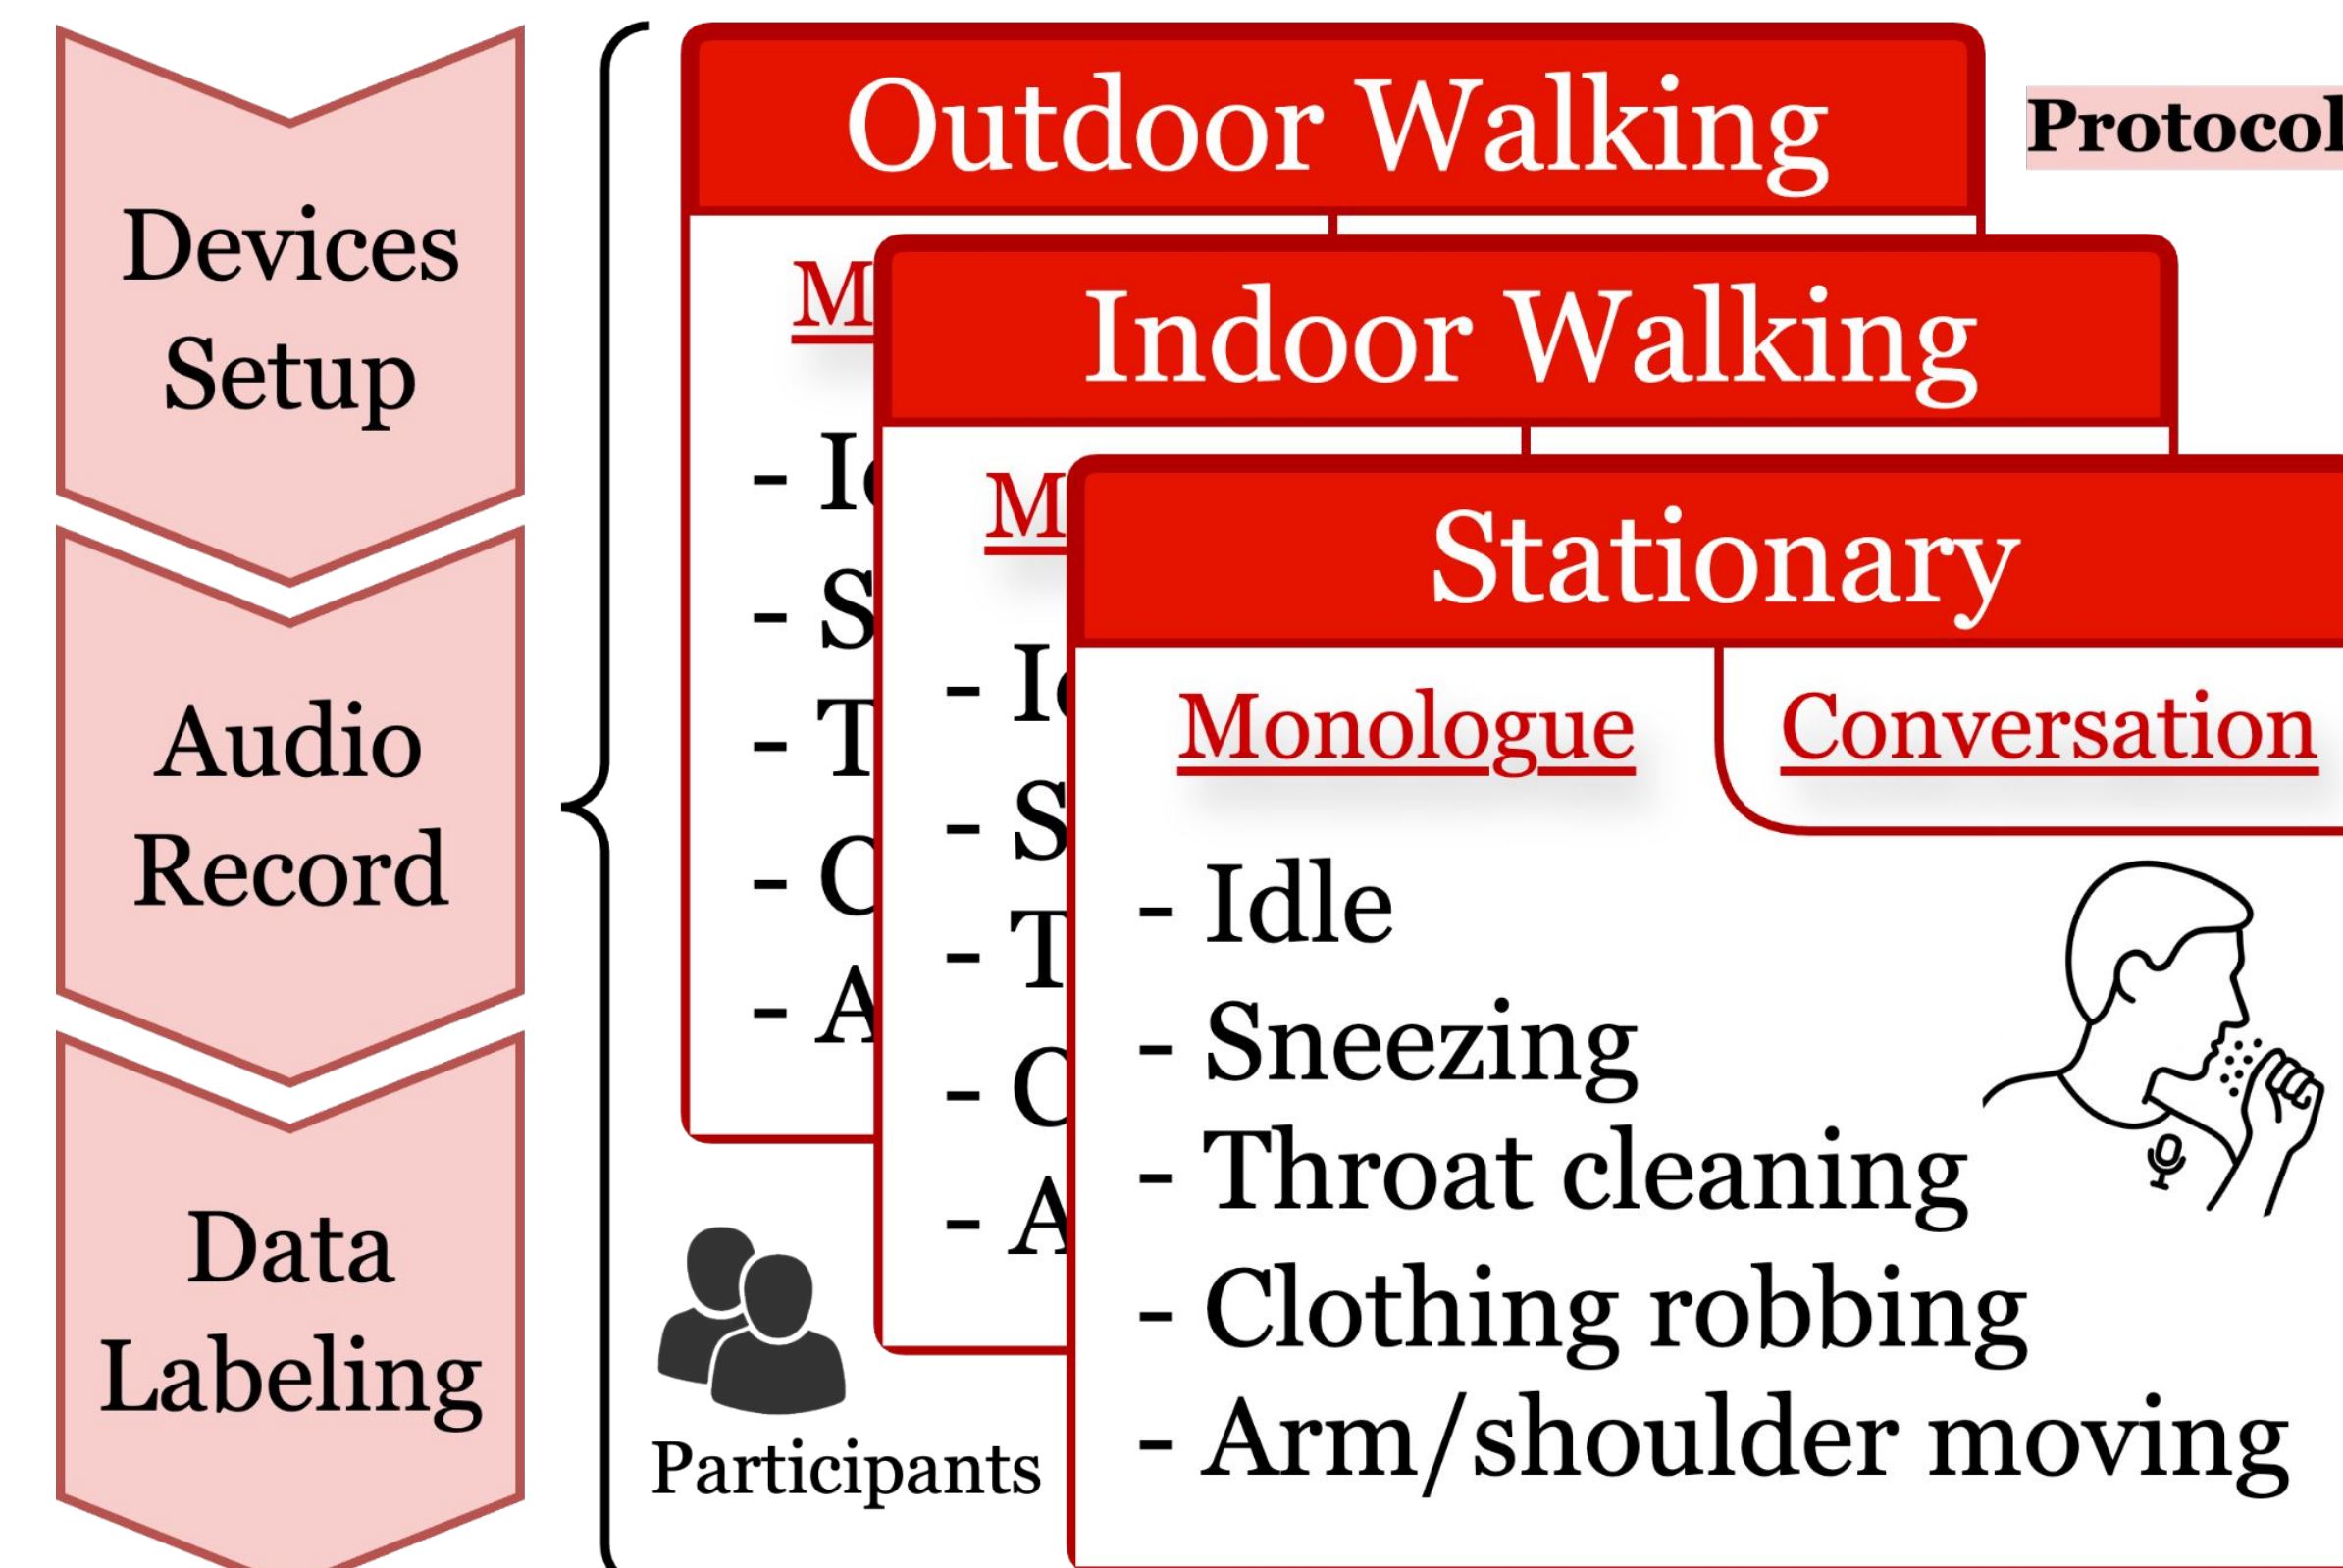 Devices
Setup
Audio
Record
Data
Labeling
Outdoor Walking
Protocol
Indoor Walking
Stationary
Monologue
Conversation
- Idle
- Sneezing
- Throat cleaning
- Clothing robbing
- Arm/shoulder moving
Participants